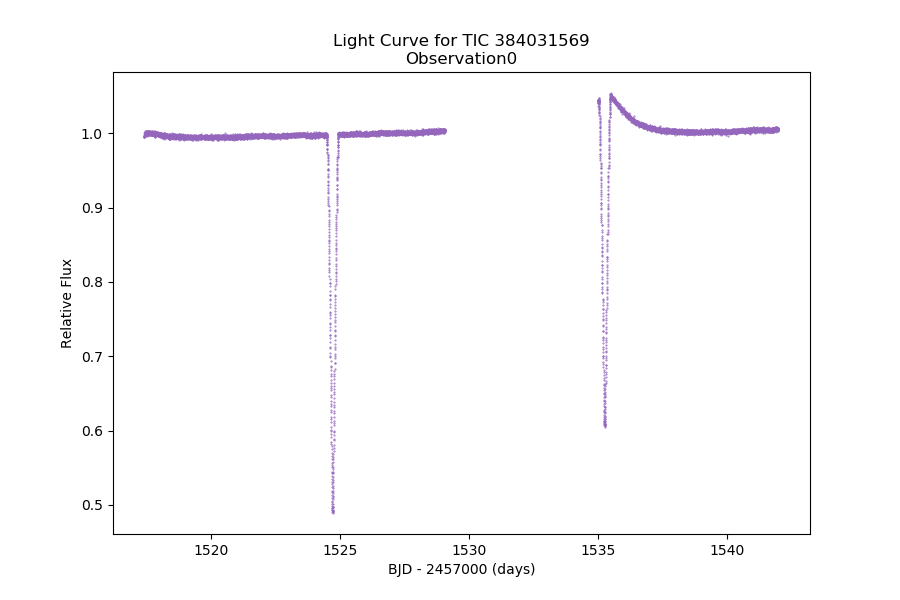 Light Curve for TIC 384031569
Observation0
1.0
0.9
0.8
0.7
0.6
0.5
Relative Flux
1520
1525
1530
1535
1540
BJD - 2457000 (days)